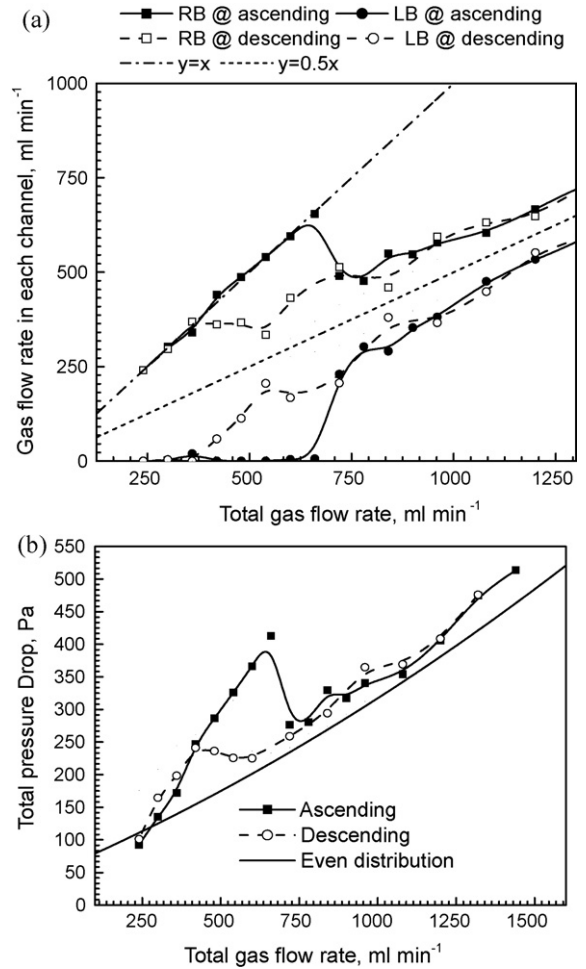 (a)
RB @ ascending LB @ ascending
RB @ descending LB @ descending
y=x y=0.5x
1000
750
500
250
0
Gas flow rate in each channel, ml min⁻¹
250 500 750 1000 1250
Total gas flow rate, ml min⁻¹
(b)
550
500
450
400
350
300
250
200
150
100
50
0
Total pressure Drop, Pa
Ascending
Descending
Even distribution
250 500 750 1000 1250 1500
Total gas flow rate, ml min⁻¹